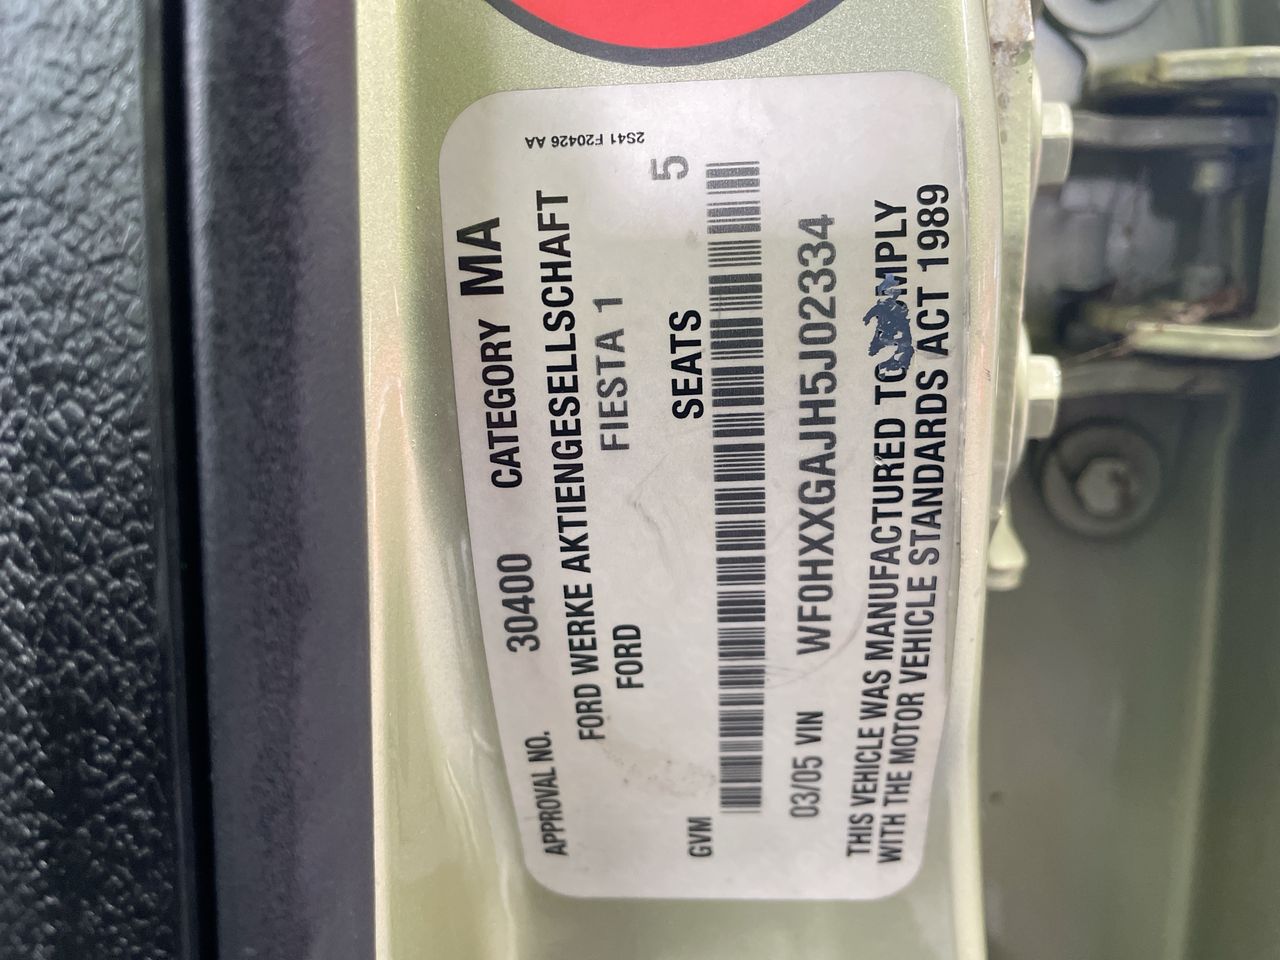 2S41 F20426 AA
APPROVAL NO. 30400 CATEGORY MA
FORD WERKE AKTIENGESELLSCHAFT
FORD FIESTA 1
GVM SEATS 5
03/05 VIN WF0HXXGAJH5J02334
THIS VEHICLE WAS MANUFACTURED TO COMPLY
WITH THE MOTOR VEHICLE STANDARDS ACT 1989